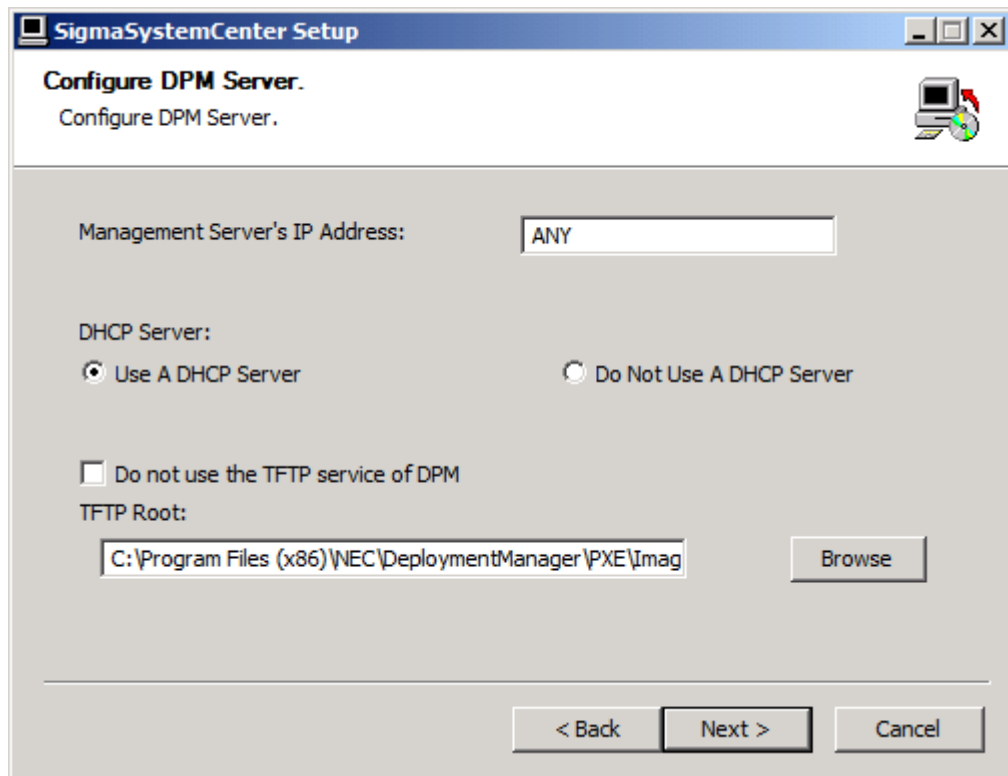 SigmaSystemCenter Setup
Configure DPM Server.
Configure DPM Server.
Management Server's IP Address:
ANY
DHCP Server:
Use A DHCP Server
Do Not Use A DHCP Server
Do not use the TFTP service of DPM
TFTP Root:
C:\Program Files (x86)\NEC\DeploymentManager\PXE\Imag
Browse
< Back
Next >
Cancel